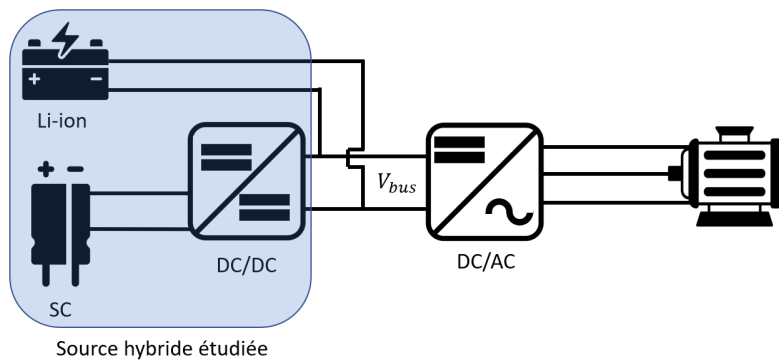 + −
Li-ion
+ −
SC
DC/DC
V_bus
DC/AC
Source hybride étudiée